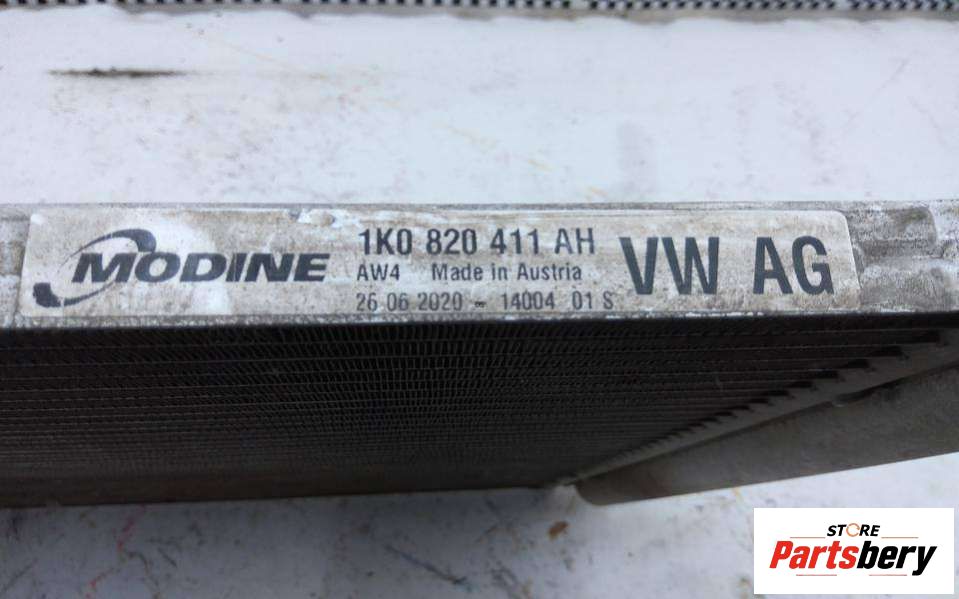 MODINE
1K0 820 411 AH
AW4 Made in Austria
26 06 2020 - 14004 01 S
VW AG
STORE
Partsbery